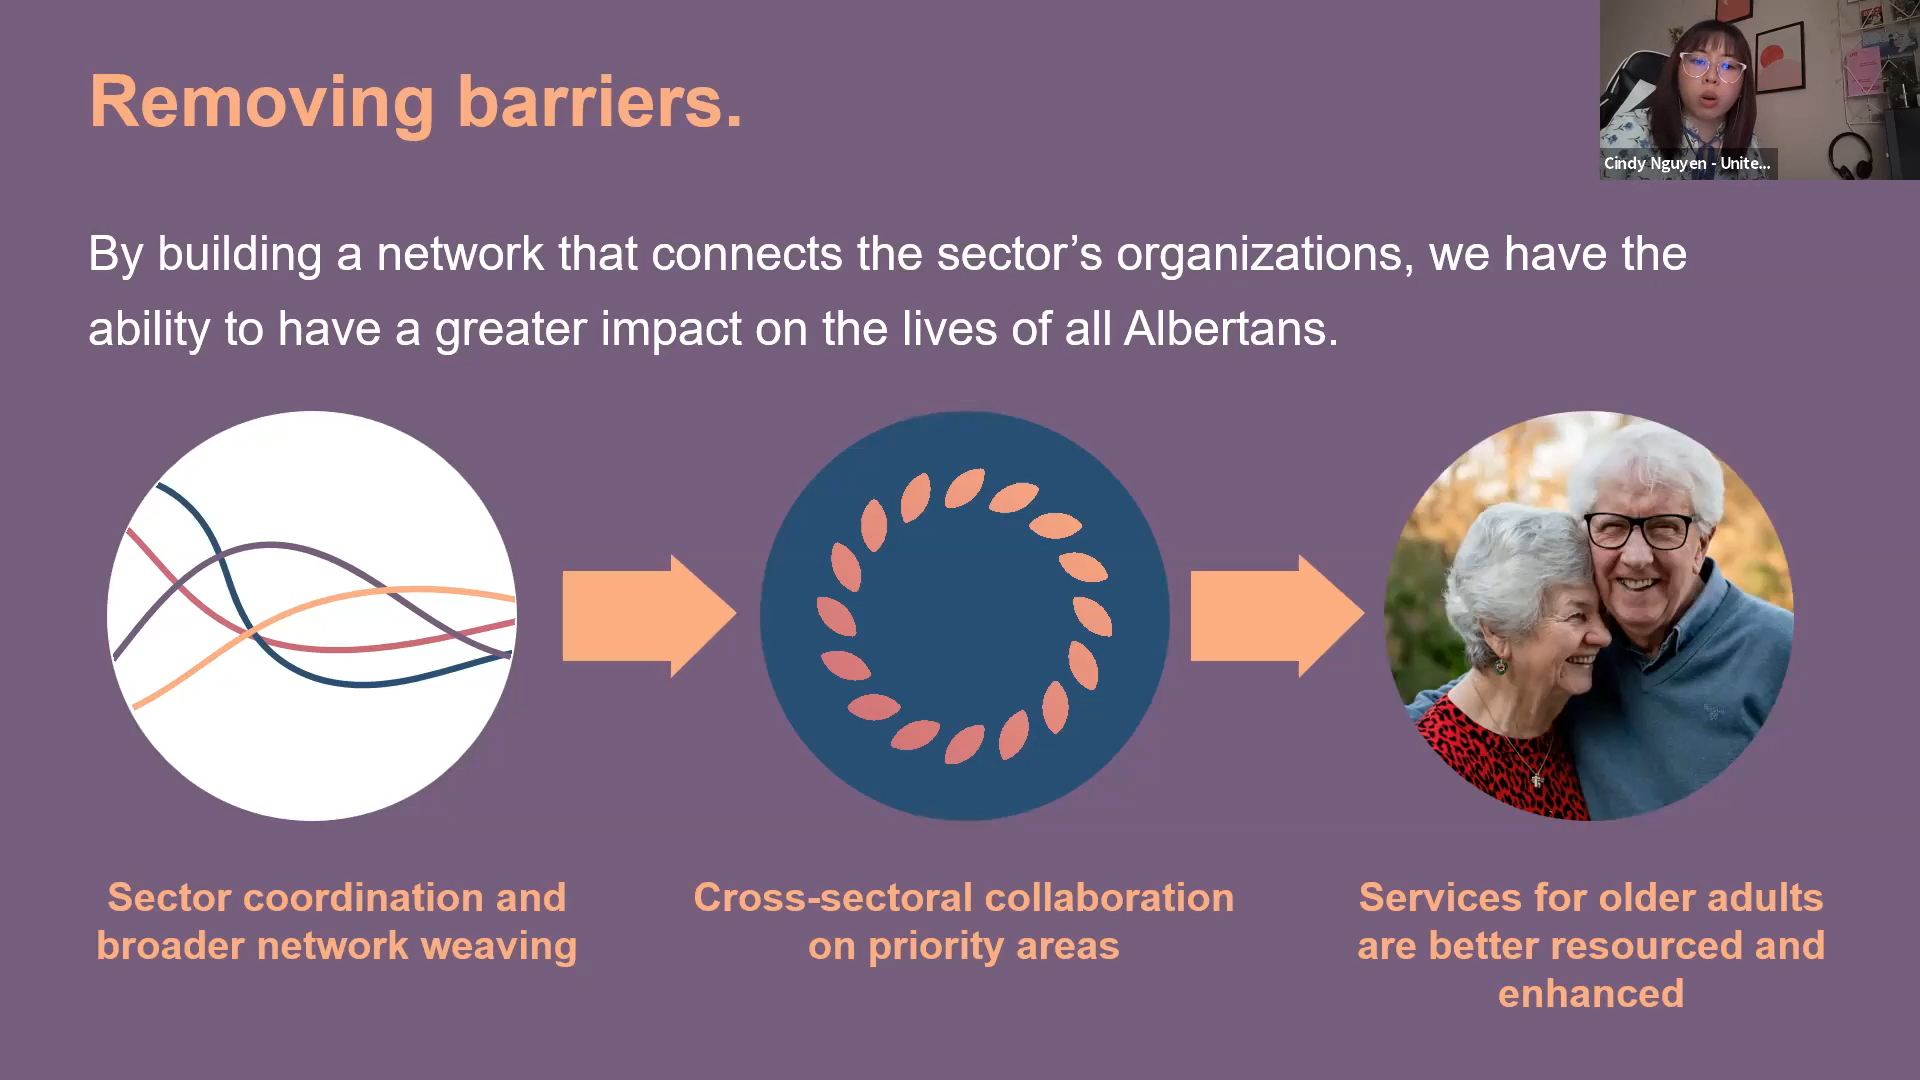 Removing barriers.
Cindy Nguyen - Unite...
By building a network that connects the sector’s organizations, we have the
ability to have a greater impact on the lives of all Albertans.
Sector coordination and
broader network weaving
Cross-sectoral collaboration
on priority areas
Services for older adults
are better resourced and
enhanced